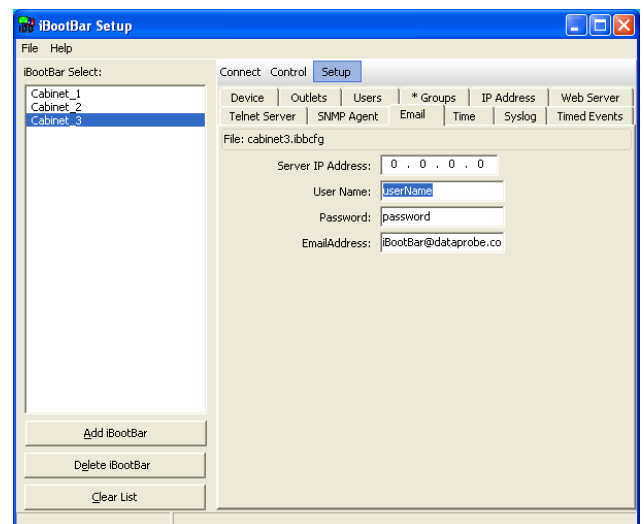 iBootBar Setup
File Help
iBootBar Select:
Connect Control Setup
Cabinet_1
Cabinet_2
Cabinet_3
Device Outlets Users * Groups IP Address Web Server
Telnet Server SNMP Agent Email Time Syslog Timed Events
File: cabinet3.ibbcfg
Server IP Address: 0 . 0 . 0 . 0
User Name: userName
Password: password
EmailAddress: iBootBar@dataprobe.co
Add iBootBar
Delete iBootBar
Clear List